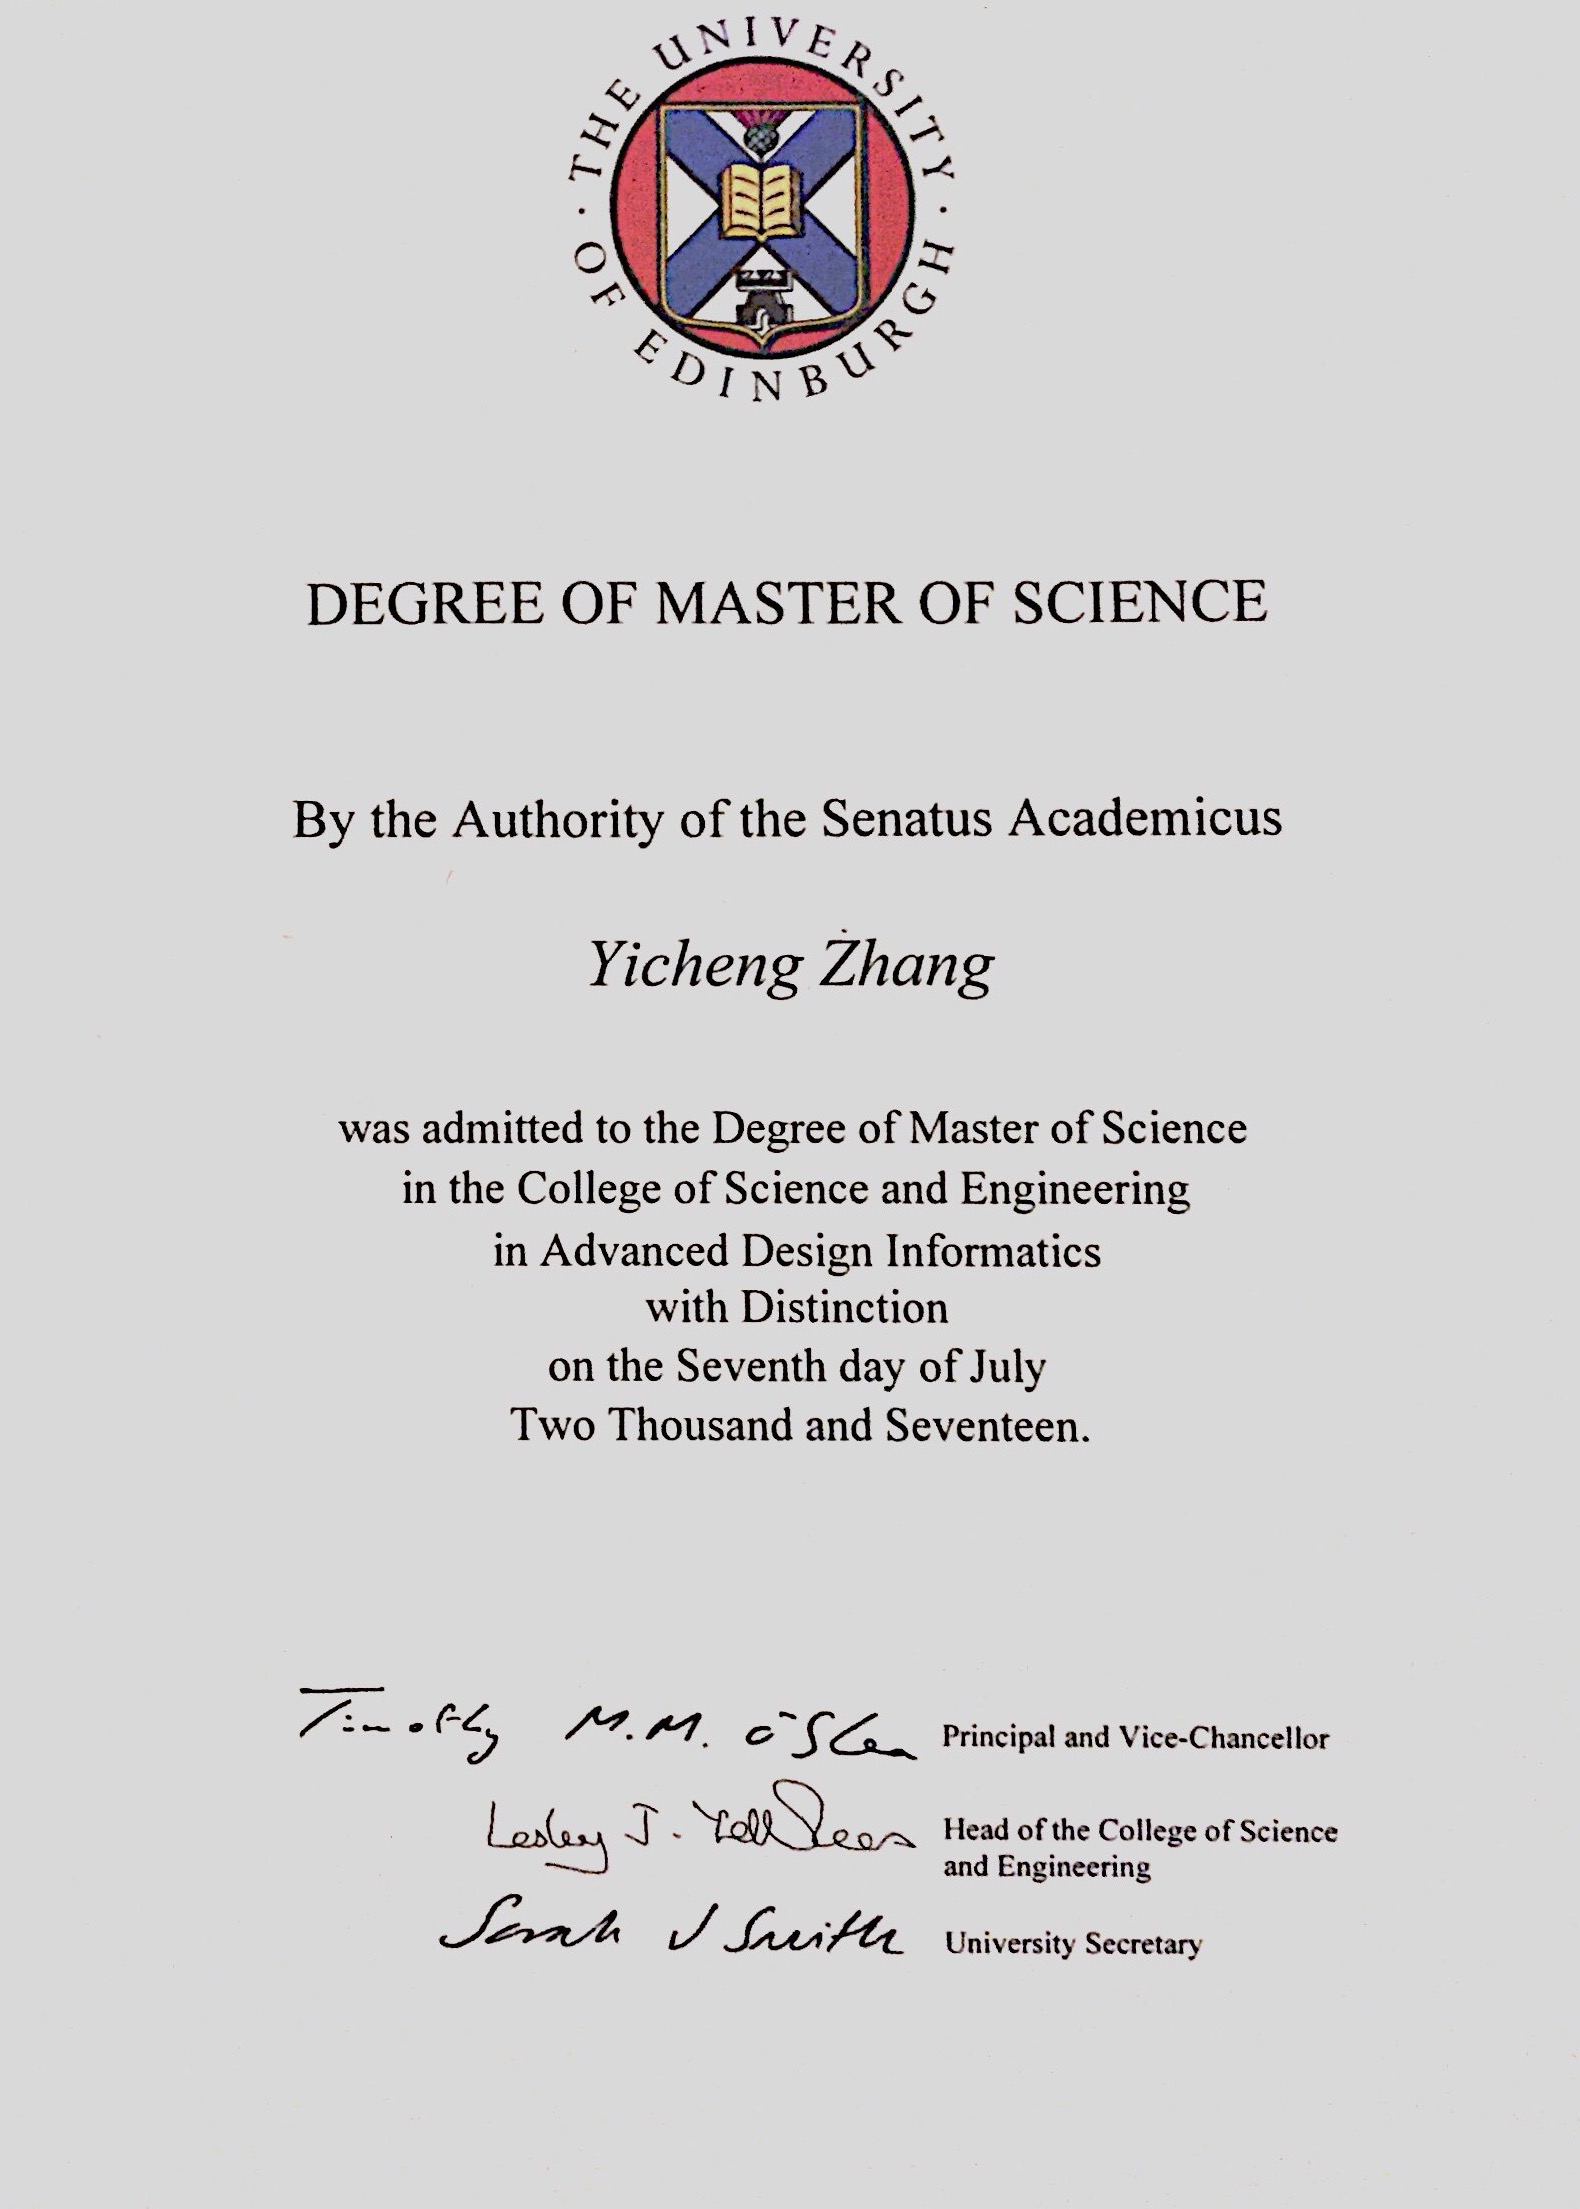 THE UNIVERSITY OF EDINBURGH
DEGREE OF MASTER OF SCIENCE
By the Authority of the Senatus Academicus
Yicheng Zhang
was admitted to the Degree of Master of Science
in the College of Science and Engineering
in Advanced Design Informatics
with Distinction
on the Seventh day of July
Two Thousand and Seventeen.
Timothy M.M. O'Shea Principal and Vice-Chancellor
Lesley J. Yellowlees Head of the College of Science
and Engineering
Sarah J Smith University Secretary